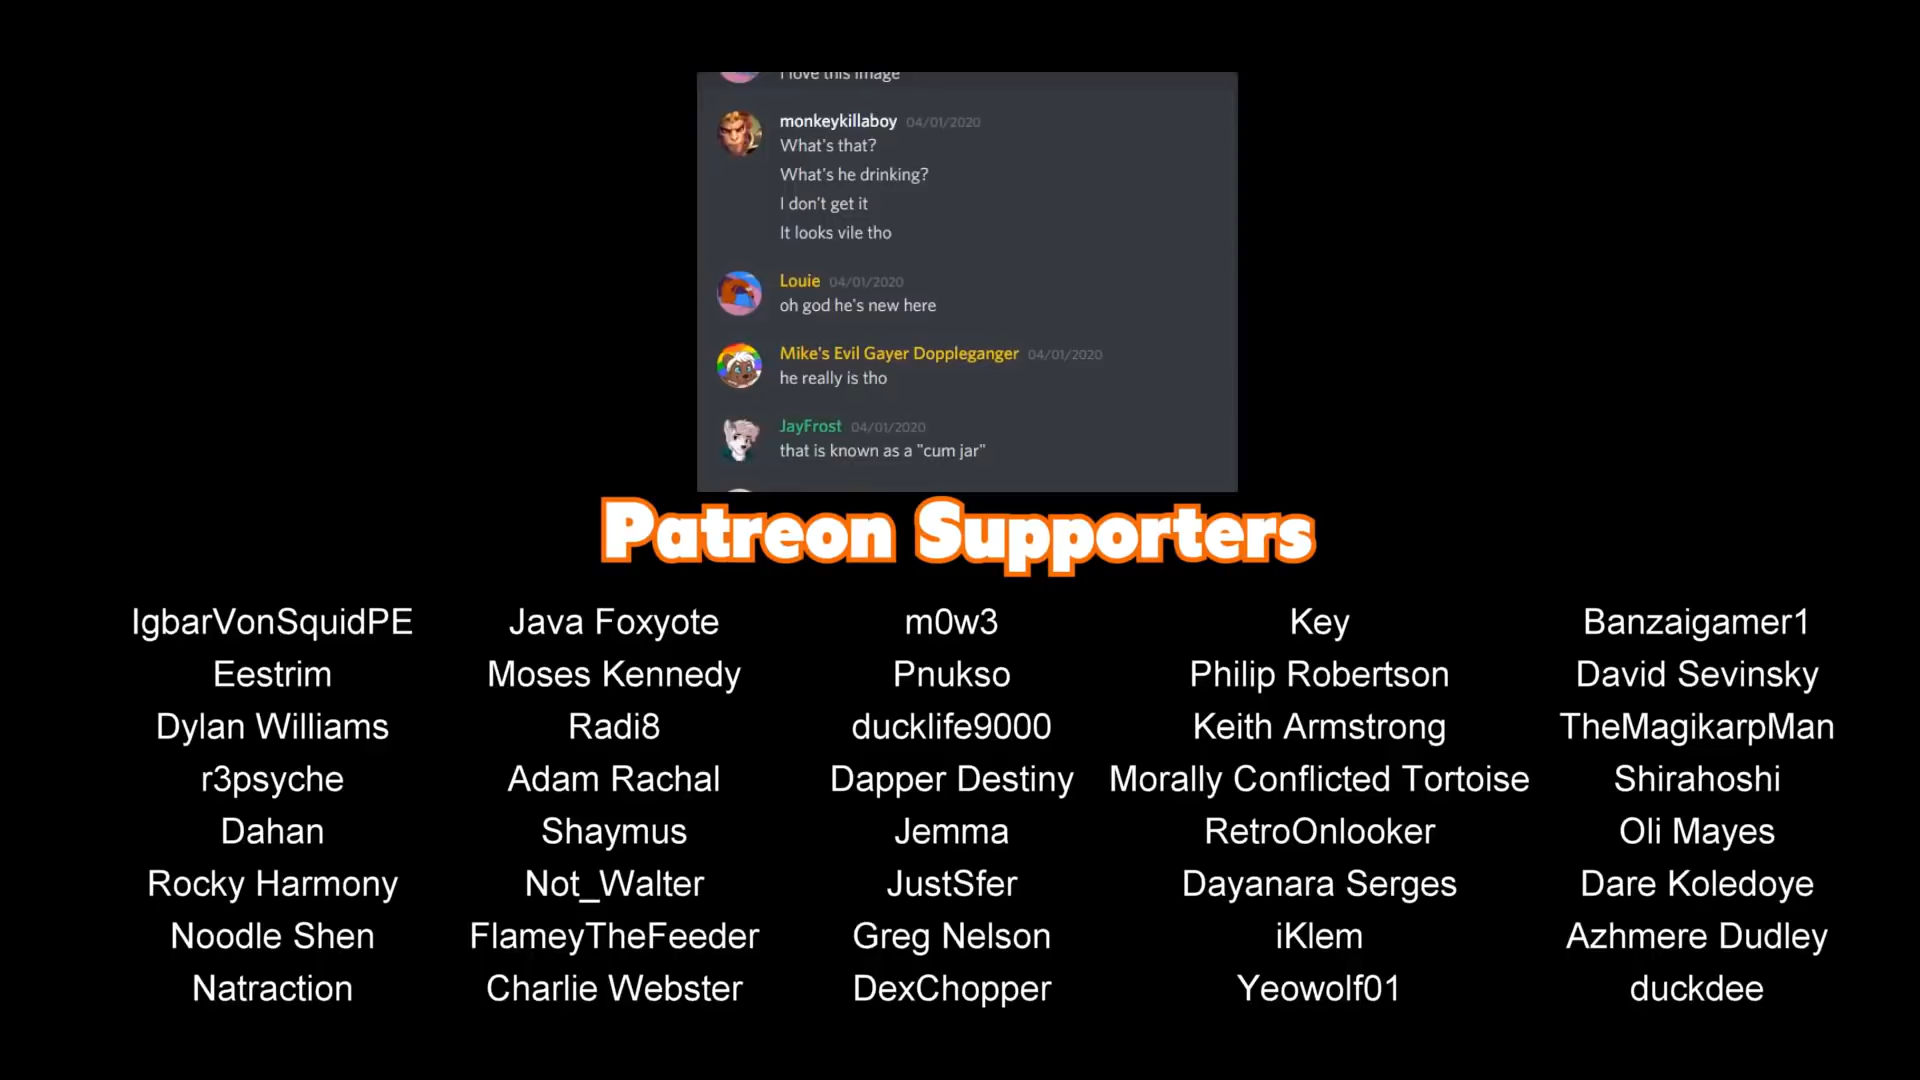 I love this image
monkeykillaboy 04/01/2020
What's that?
What's he drinking?
I don't get it
It looks vile tho
Louie 04/01/2020
oh god he's new here
Mike's Evil Gayer Doppleganger 04/01/2020
he really is tho
JayFrost 04/01/2020
that is known as a "cum jar"
Patreon Supporters
IgbarVonSquidPE Java Foxyote m0w3 Key Banzaigamer1
Eestrim Moses Kennedy Pnukso Philip Robertson David Sevinsky
Dylan Williams Radi8 ducklife9000 Keith Armstrong TheMagikarpMan
r3psyche Adam Rachal Dapper Destiny Morally Conflicted Tortoise Shirahoshi
Dahan Shaymus Jemma RetroOnlooker Oli Mayes
Rocky Harmony Not_Walter JustSfer Dayanara Serges Dare Koledoye
Noodle Shen FlameyTheFeeder Greg Nelson iKlem Azhmere Dudley
Natraction Charlie Webster DexChopper Yeowolf01 duckdee